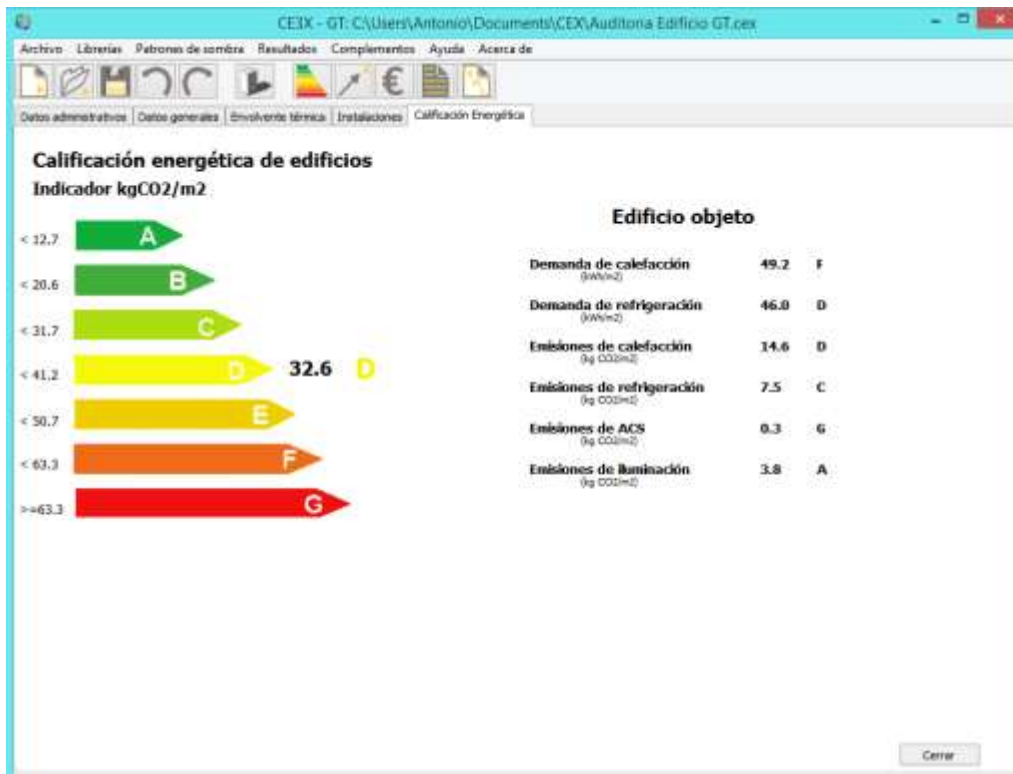 CE3X - GT: C:\Users\Antonio\Documents\CEX\Auditoria Edificio GT.cex
Archivo Librerías Patrones de sombra Resultados Complementos Ayuda Acerca de
Datos administrativos Datos generales Envolvente térmica Instalaciones Calificación Energética
Calificación energética de edificios
Indicador kgCO2/m2
Edificio objeto
< 12.7 A
< 20.6 B
< 31.7 C
< 41.2 D 32.6 D
< 50.7 E
< 63.3 F
>=63.3 G
Demanda de calefacción 49.2 F
(kWh/m2)
Demanda de refrigeración 46.0 D
(kWh/m2)
Emisiones de calefacción 14.6 D
(kg CO2/m2)
Emisiones de refrigeración 7.5 C
(kg CO2/m2)
Emisiones de ACS 0.3 G
(kg CO2/m2)
Emisiones de iluminación 3.8 A
(kg CO2/m2)
Cerrar